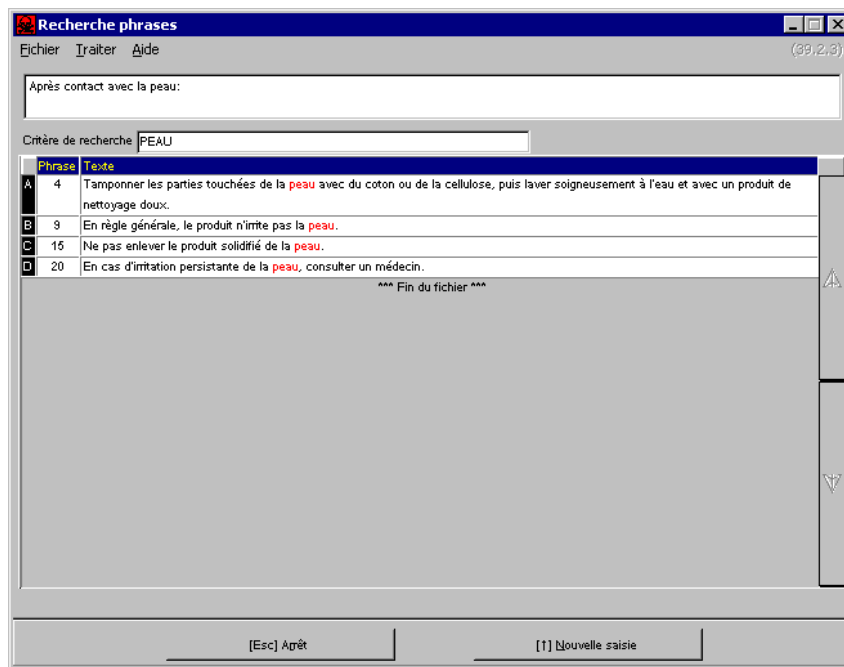 Recherche phrases
Fichier Traiter Aide (39,2,3)
Après contact avec la peau:
Critère de recherche PEAU
Phrase Texte
A 4 Tamponner les parties touchées de la peau avec du coton ou de la cellulose, puis laver soigneusement à l'eau et avec un produit de
nettoyage doux.
B 9 En règle générale, le produit n'irrite pas la peau.
C 15 Ne pas enlever le produit solidifié de la peau.
D 20 En cas d'irritation persistante de la peau, consulter un médecin.
*** Fin du fichier ***
[Esc] Arrêt [↑] Nouvelle saisie